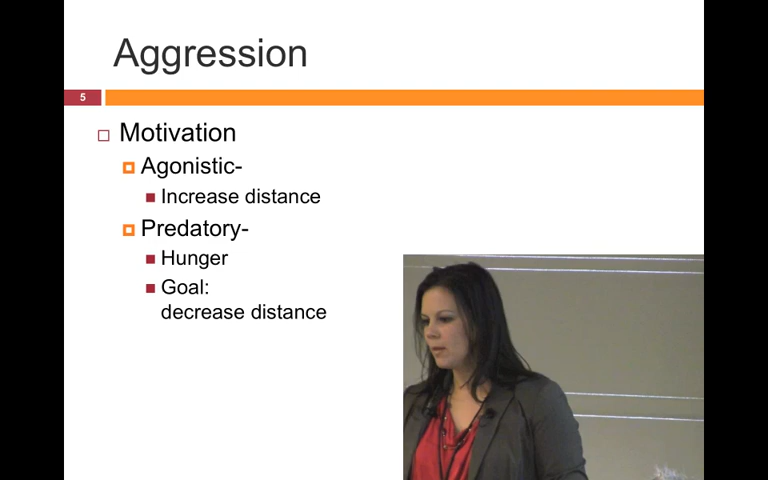 Aggression
5
Motivation
Agonistic-
Increase distance
Predatory-
Hunger
Goal:
decrease distance